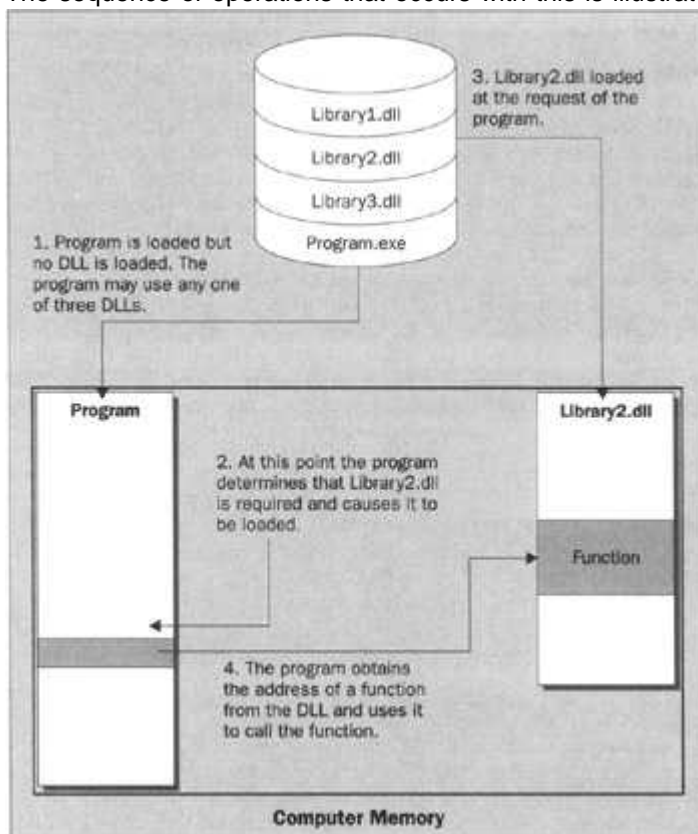 The sequence of operations that occurs with this is illustrat
Library1.dll
Library2.dll
Library3.dll
Program.exe
3. Library2.dll loaded
at the request of the
program.
1. Program is loaded but
no DLL is loaded. The
program may use any one
of three DLLs.
Program
Library2.dll
2. At this point the program
determines that Library2.dll
is required and causes it to
be loaded.
Function
4. The program obtains
the address of a function
from the DLL and uses it
to call the function.
Computer Memory